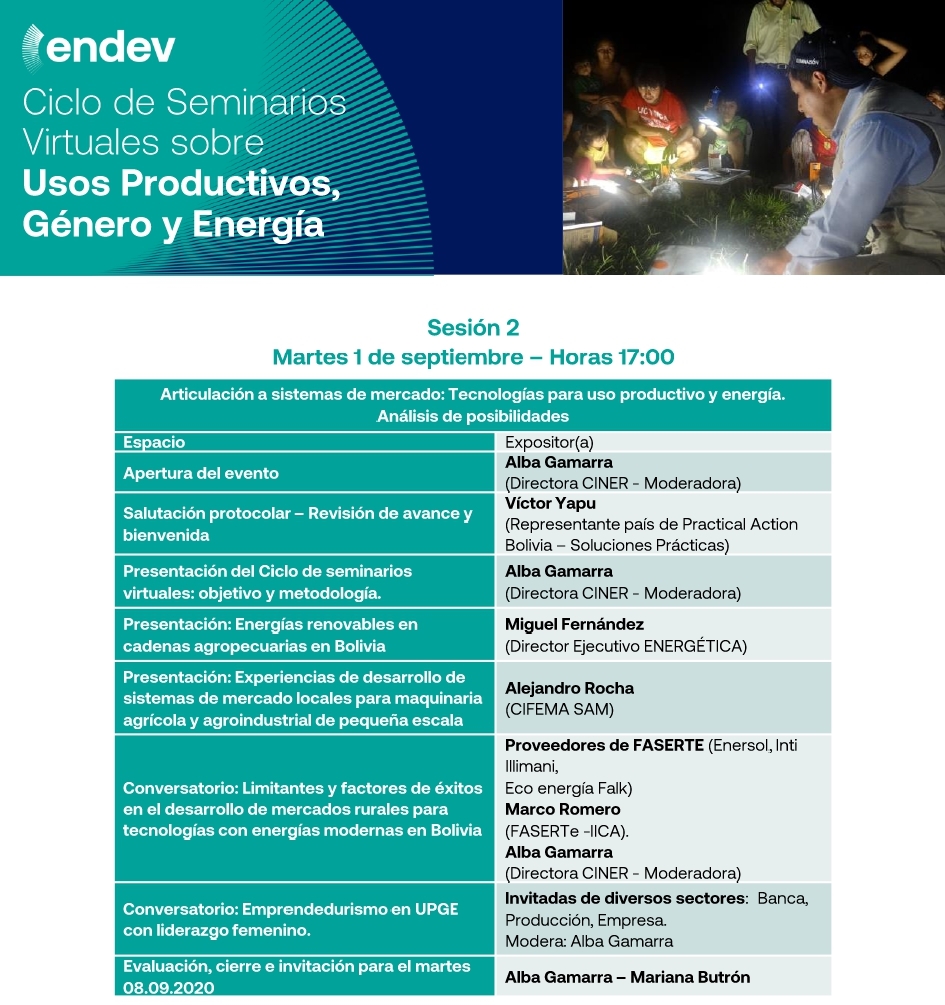 endev
Ciclo de Seminarios
Virtuales sobre
Usos Productivos,
Género y Energía
Sesión 2
Martes 1 de septiembre – Horas 17:00
Articulación a sistemas de mercado: Tecnologías para uso productivo y energía.
Análisis de posibilidades
Espacio
Expositor(a)
Apertura del evento
Alba Gamarra
(Directora CINER - Moderadora)
Salutación protocolar – Revisión de avance y
bienvenida
Víctor Yapu
(Representante país de Practical Action
Bolivia – Soluciones Prácticas)
Presentación del Ciclo de seminarios
virtuales: objetivo y metodología.
Alba Gamarra
(Directora CINER - Moderadora)
Presentación: Energías renovables en
cadenas agropecuarias en Bolivia
Miguel Fernández
(Director Ejecutivo ENERGÉTICA)
Presentación: Experiencias de desarrollo de
sistemas de mercado locales para maquinaria
agrícola y agroindustrial de pequeña escala
Alejandro Rocha
(CIFEMA SAM)
Conversatorio: Limitantes y factores de éxitos
en el desarrollo de mercados rurales para
tecnologías con energías modernas en Bolivia
Proveedores de FASERTE (Enersol, Inti
Illimani,
Eco energía Falk)
Marco Romero
(FASERTe -IICA).
Alba Gamarra
(Directora CINER - Moderadora)
Conversatorio: Emprendedurismo en UPGE
con liderazgo femenino.
Invitadas de diversos sectores: Banca,
Producción, Empresa.
Modera: Alba Gamarra
Evaluación, cierre e invitación para el martes
08.09.2020
Alba Gamarra – Mariana Butrón